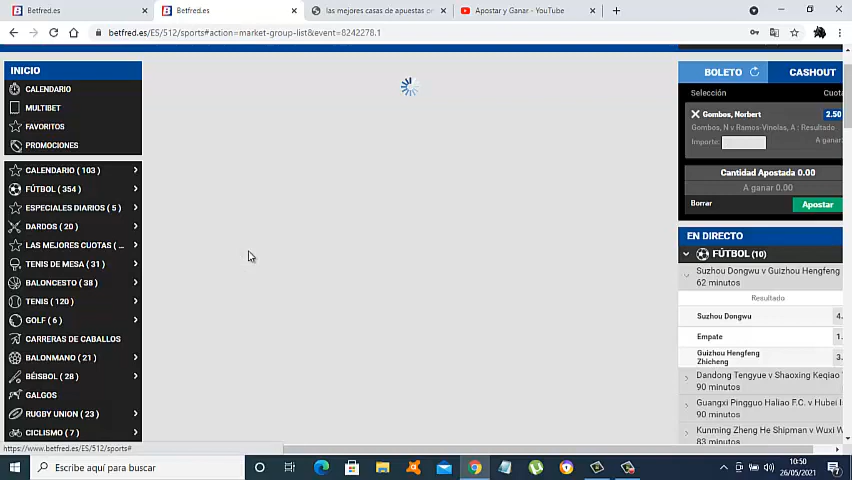 Betfred.es
Betfred.es
las mejores casas de apuestas pr
Apostar y Ganar - YouTube
betfred.es/ES/512/sports#action=market-group-list&event=8242278.1
INICIO
CALENDARIO
MULTIBET
FAVORITOS
PROMOCIONES
CALENDARIO ( 103 )
FÚTBOL ( 354 )
ESPECIALES DIARIOS ( 5 )
DARDOS ( 20 )
LAS MEJORES CUOTAS ( ...
TENIS DE MESA ( 31 )
BALONCESTO ( 38 )
TENIS ( 120 )
GOLF ( 6 )
CARRERAS DE CABALLOS
BALONMANO ( 21 )
BÉISBOL ( 28 )
GALGOS
RUGBY UNION ( 23 )
CICLISMO ( 7 )
https://www.betfred.es/ES/512/sports#
BOLETO CASHOUT
Selección Cuota
Gombos, Norbert 2.50
Gombos, N v Ramos-Vinolas, A : Resultado
Importe: A ganar
Cantidad Apostada 0.00
A ganar 0.00
Borrar Apostar
EN DIRECTO
FÚTBOL (10)
Suzhou Dongwu v Guizhou Hengfeng
62 minutos
Resultado
Suzhou Dongwu 4.
Empate 1.
Guizhou Hengfeng 3.
Zhicheng
Dandong Tengyue v Shaoxing Keqiao
90 minutos
Guangxi Pingguo Haliao F.C. v Hubei I
90 minutos
Kunming Zheng He Shipman v Wuxi W
83 minutos
Escribe aquí para buscar
10:50
26/05/2021